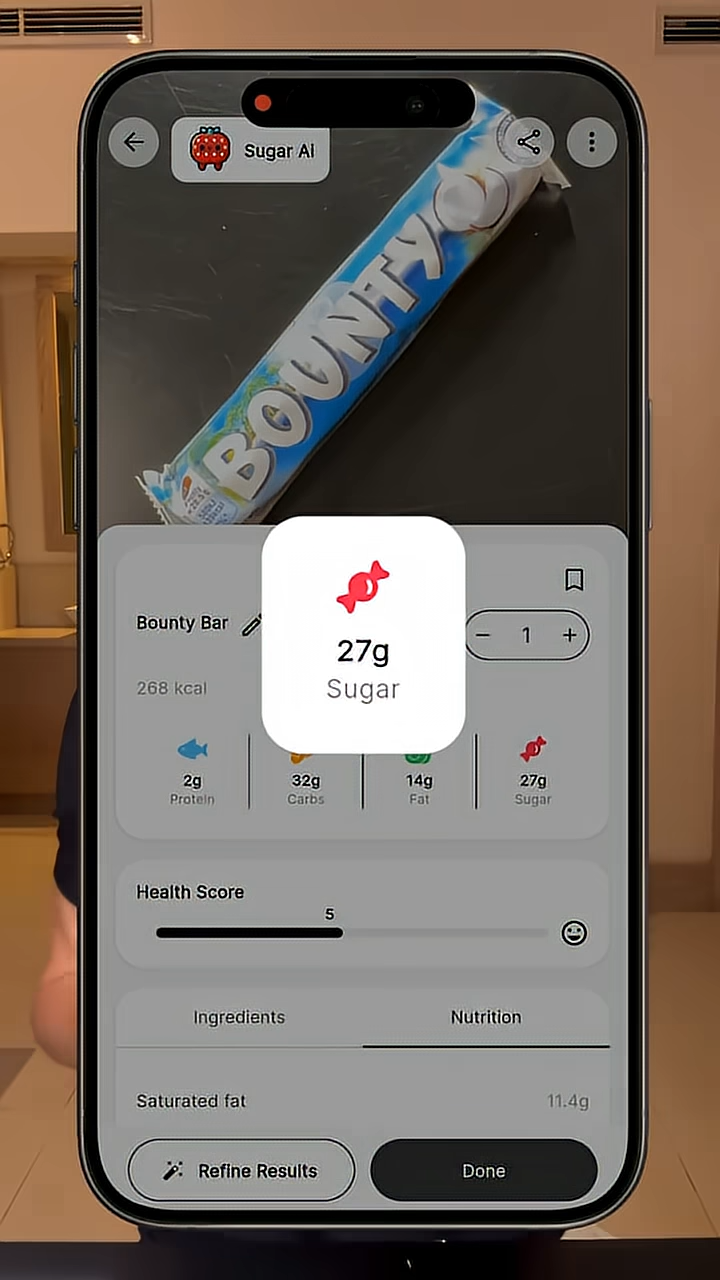 Sugar AI
BOUNTY
27g
Sugar
Bounty Bar
1
268 kcal
2g
Protein
32g
Carbs
14g
Fat
27g
Sugar
Health Score
5
Ingredients
Nutrition
Saturated fat
11.4g
Refine Results
Done